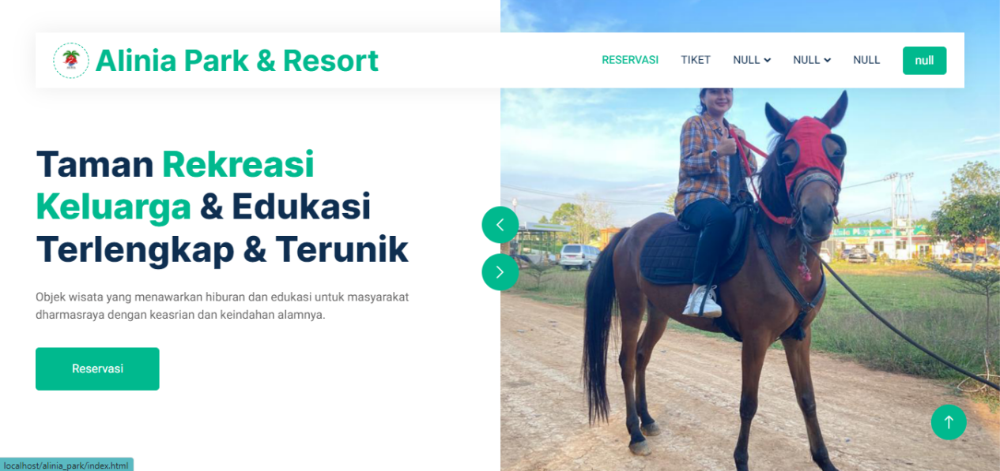 Alinia Park & Resort
RESERVASI TIKET NULL NULL NULL null
Taman Rekreasi
Keluarga & Edukasi
Terlengkap & Terunik
Objek wisata yang menawarkan hiburan dan edukasi untuk masyarakat
dharmasraya dengan keasrian dan keindahan alamnya.
Reservasi
localhost/alinia_park/index.html